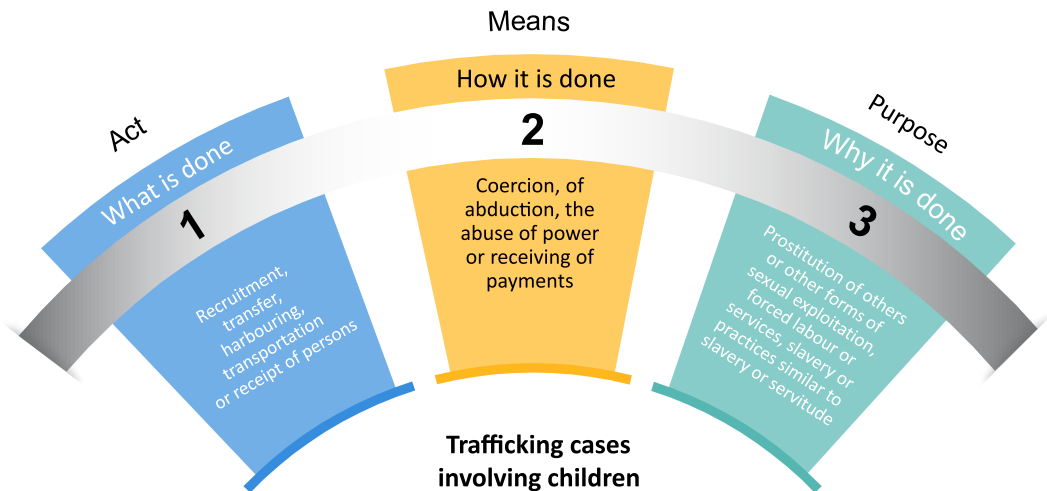 Means
Act
Purpose
What is done
How it is done
Why it is done
1
2
3
Recruitment,
transfer,
harbouring,
transportation
or receipt of persons
Coercion, of
abduction, the
abuse of power
or receiving of
payments
Prostitution of others
or other forms of
sexual exploitation,
forced labour or
services, slavery or
practices similar to
slavery or servitude
Trafficking cases
involving children